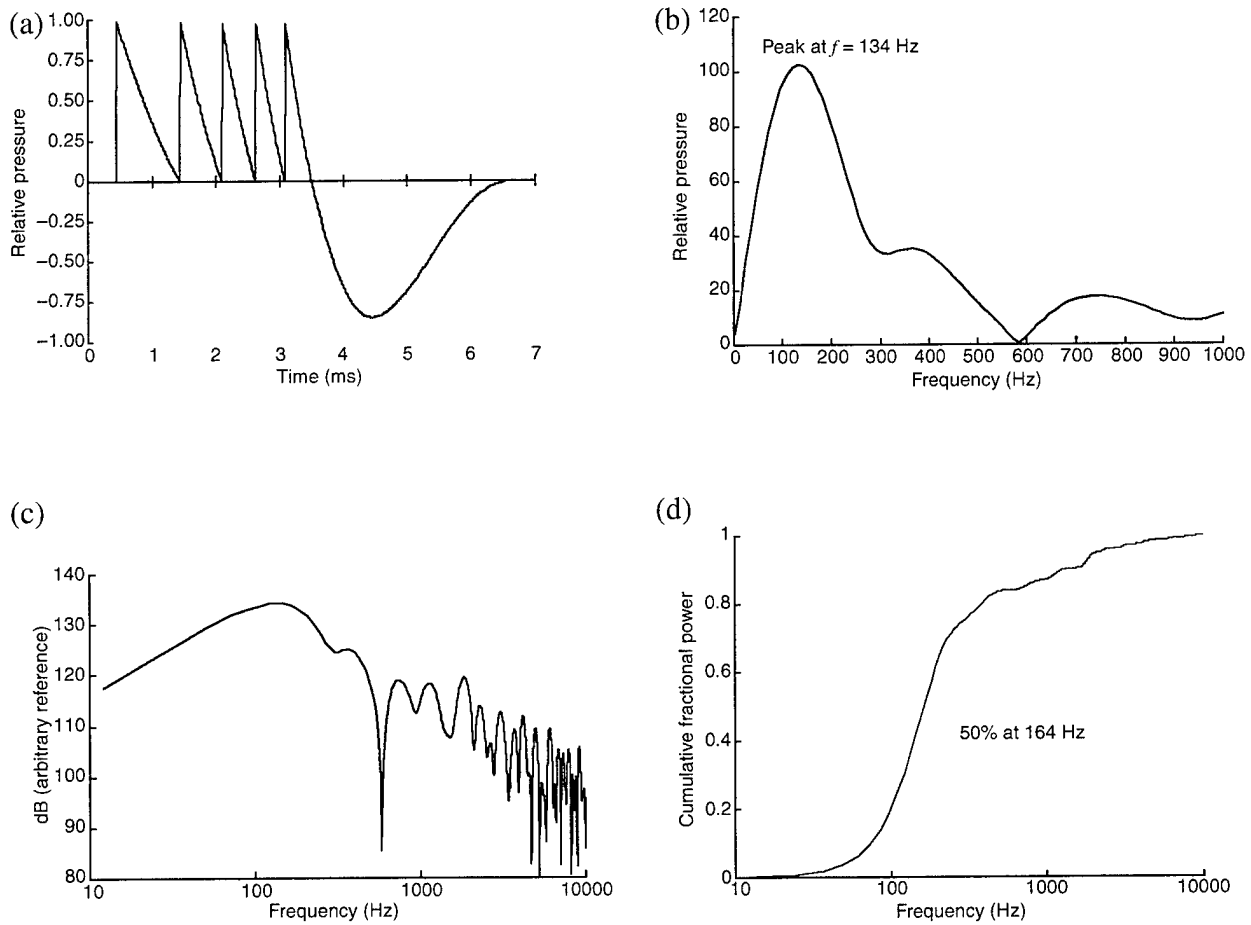 (a)
Relative pressure
1.00
0.75
0.50
0.25
0
−0.25
−0.50
−0.75
−1.00
0 1 2 3 4 5 6 7
Time (ms)
(b)
Relative pressure
120
100
80
60
40
20
0
Peak at f = 134 Hz
0 100 200 300 400 500 600 700 800 900 1000
Frequency (Hz)
(c)
dB (arbitrary reference)
140
130
120
110
100
90
80
10 100 1000 10000
Frequency (Hz)
(d)
Cumulative fractional power
1
0.8
0.6
0.4
0.2
0
50% at 164 Hz
10 100 1000 10000
Frequency (Hz)